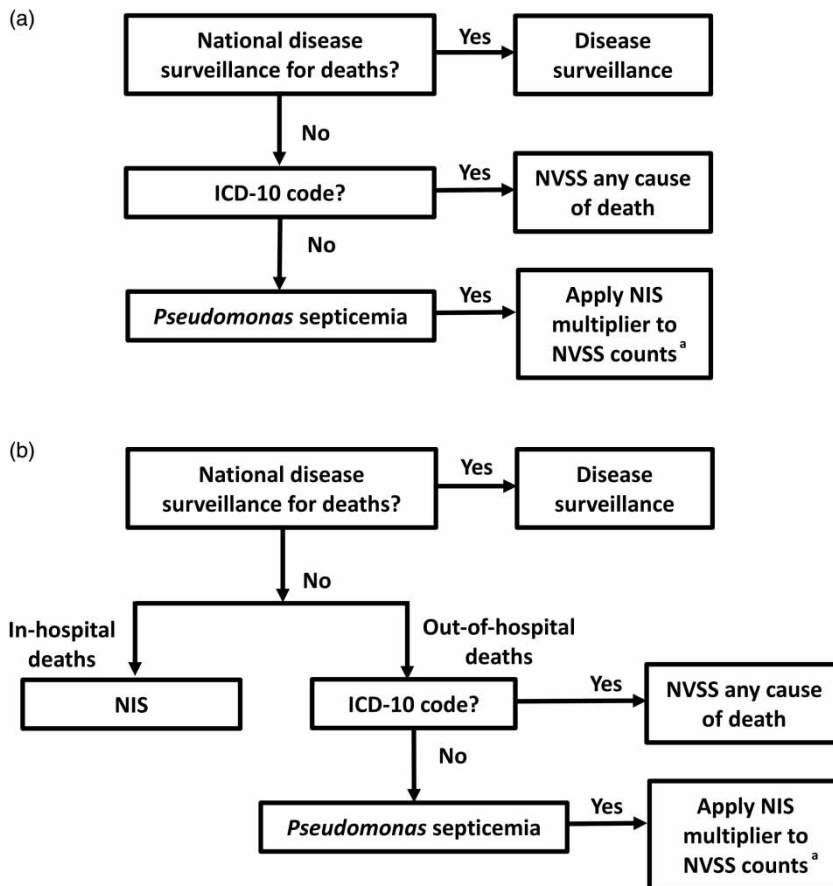 (a)
National disease
surveillance for deaths?
Yes
Disease
surveillance
No
ICD-10 code?
Yes
NVSS any cause
of death
No
Pseudomonas septicemia
Yes
Apply NIS
multiplier to
NVSS counts a
(b)
National disease
surveillance for deaths?
Yes
Disease
surveillance
No
In-hospital
deaths
Out-of-hospital
deaths
NIS
ICD-10 code?
Yes
NVSS any cause
of death
No
Pseudomonas septicemia
Yes
Apply NIS
multiplier to
NVSS counts a